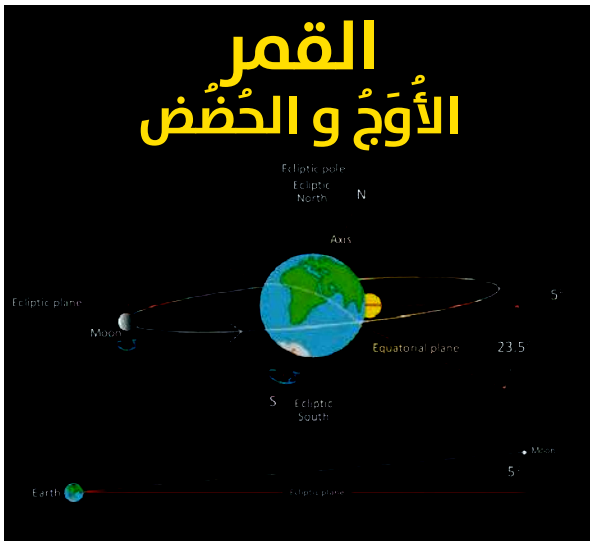 القمر
الأُوَجُ و الحُضُض
Ecliptic pole
Ecliptic
North
N
Axis
Ecliptic plane
5°
Moon
Equatorial plane
23.5
S
Ecliptic
South
Moon
5°
Earth
Ecliptic plane